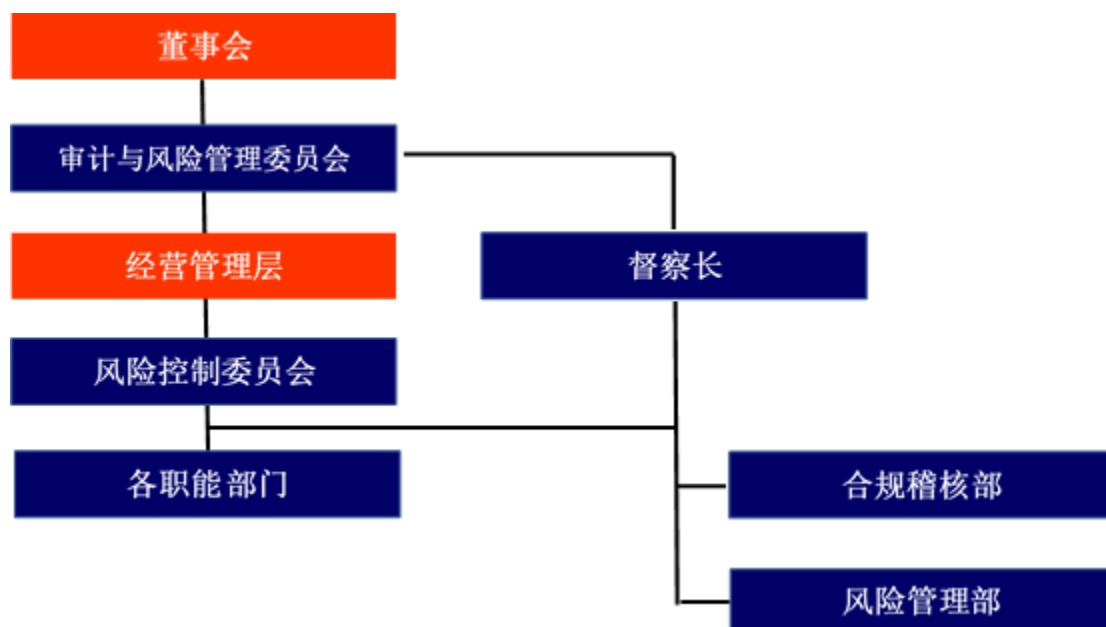 董事会
审计与风险管理委员会
经营管理层
督察长
风险控制委员会
各职能部门
合规稽核部
风险管理部